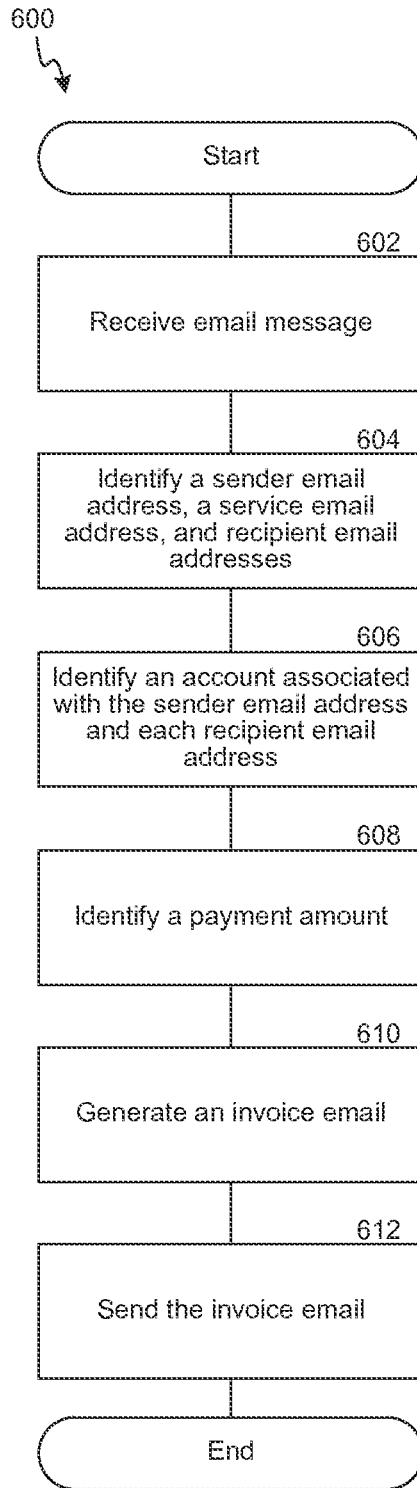 600
Start
602
Receive email message
604
Identify a sender email
address, a service email
address, and recipient email
addresses
606
Identify an account associated
with the sender email address
and each recipient email
address
608
Identify a payment amount
610
Generate an invoice email
612
Send the invoice email
End